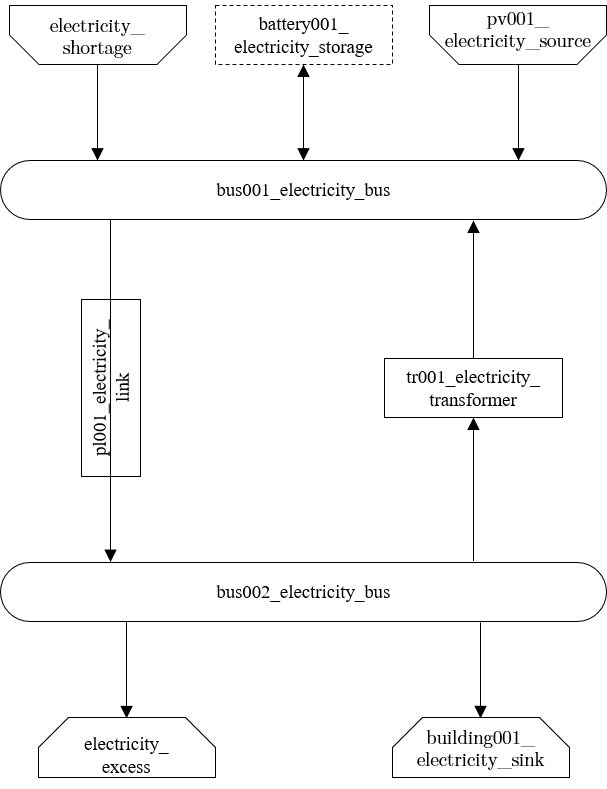 electricity_
shortage
battery001_
electricity_storage
pv001_
electricity_source
bus001_electricity_bus
pl001_electricity_
link
tr001_electricity_
transformer
bus002_electricity_bus
electricity_
excess
building001_
electricity_sink